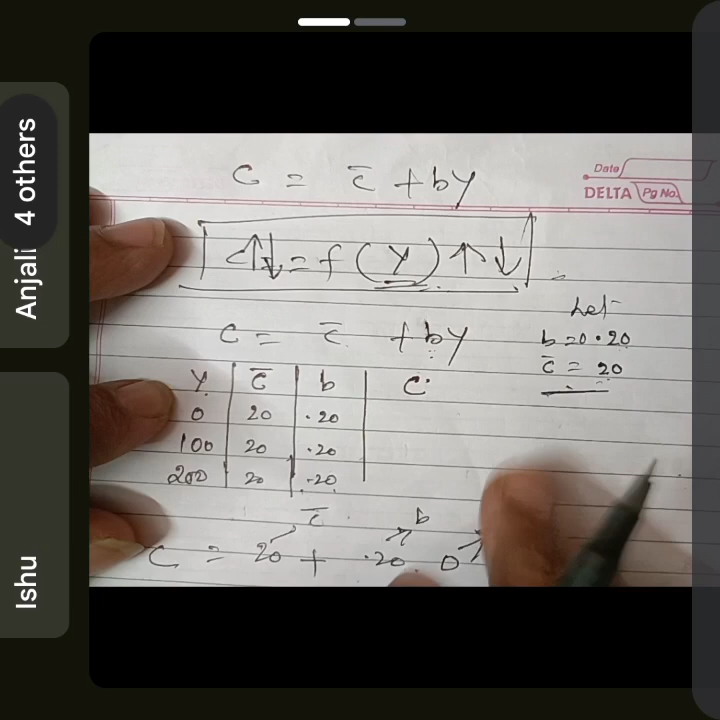 Anjali 4 others
Ishu
Date
DELTA Pg No.
C = c̅ + by
C↑↓ = f (Y) ↑↓
C = c̅ + by
Let
b = 0.20
c̅ = 20
Y c̅ b C
0 20 .20
100 20 .20
200 20 .20
c̅ b
C = 20 + .20 0